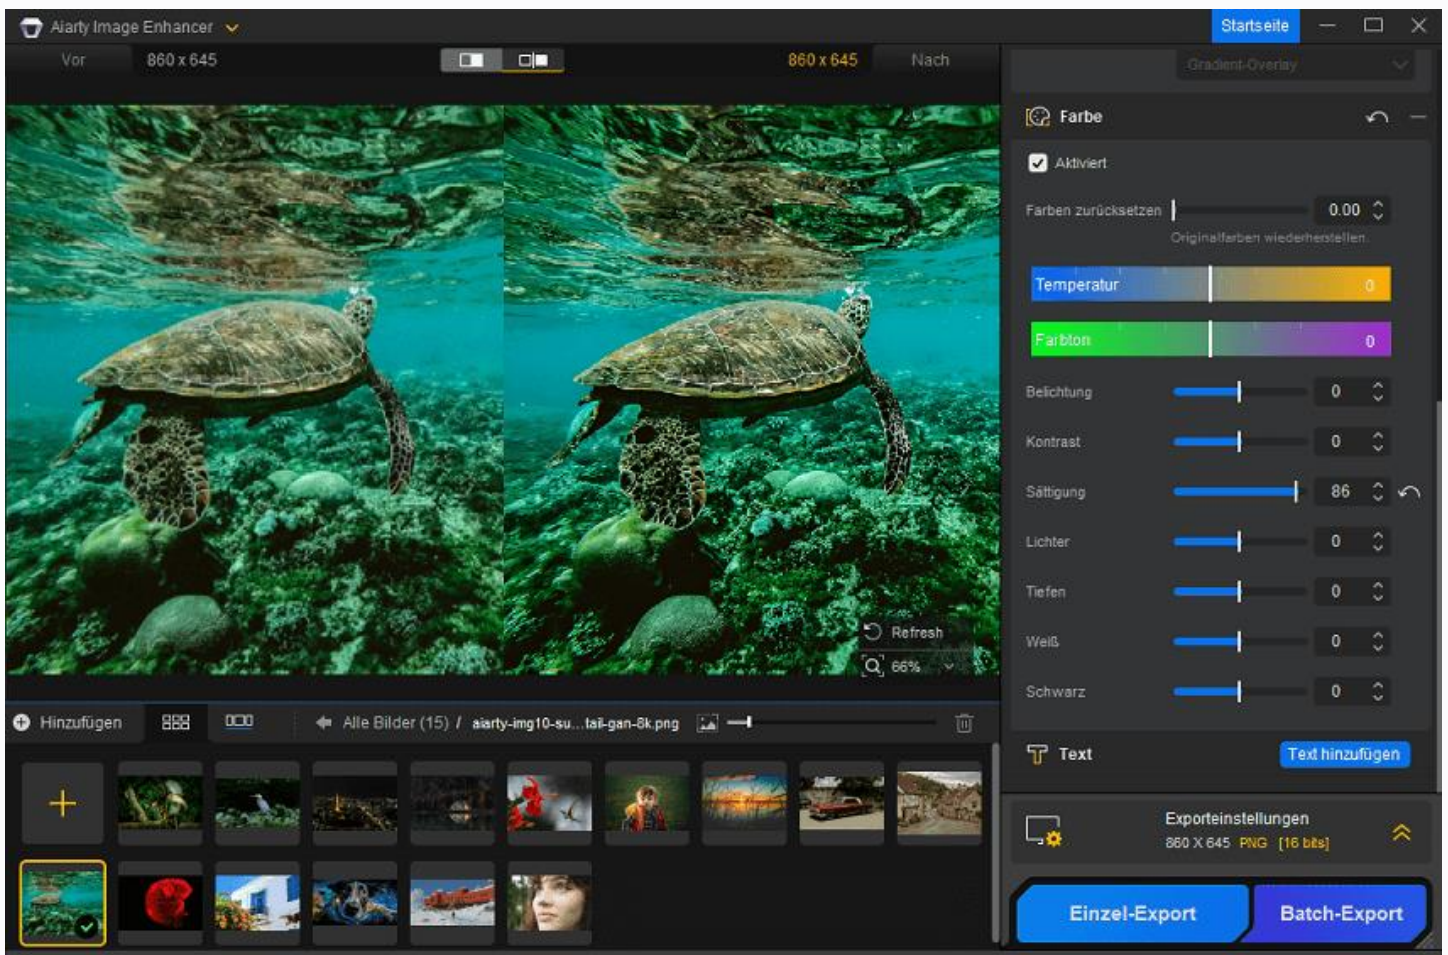 Aiarty Image Enhancer
Startseite
Vor
860 x 645
860 x 645
Nach
Gradient-Overlay
Farbe
Aktiviert
Farben zurücksetzen
0.00
Originalfarben wiederherstellen.
Temperatur
0
Farbton
0
Belichtung
0
Kontrast
0
Sättigung
86
Lichter
0
Tiefen
0
Weiß
0
Schwarz
0
Refresh
66%
Hinzufügen
Alle Bilder (15) / aiarty-img10-su...tail-gan-8k.png
Text
Text hinzufügen
Exporteinstellungen
860 X 645 PNG [16 bits]
Einzel-Export
Batch-Export